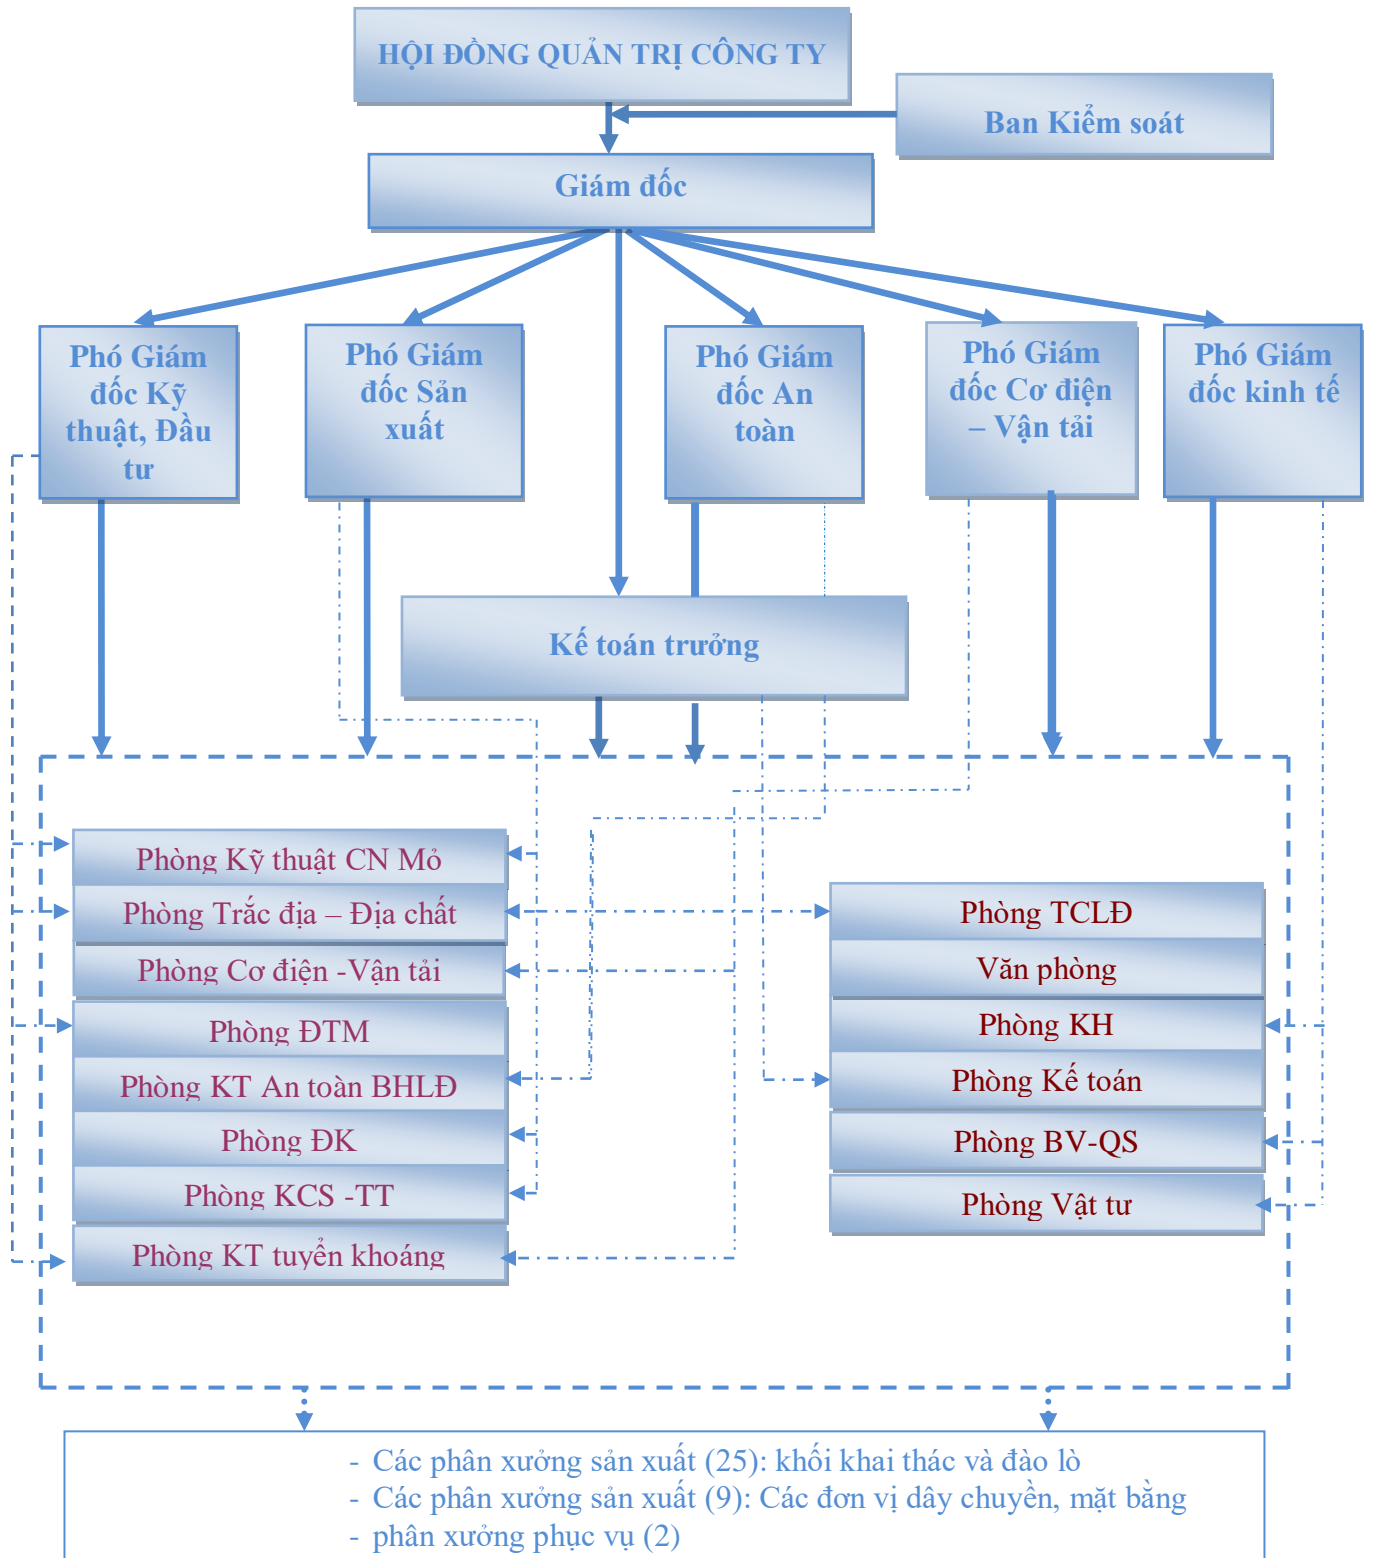 HỘI ĐỒNG QUẢN TRỊ CÔNG TY
Ban Kiểm soát
Giám đốc
Phó Giám
đốc Kỹ
thuật, Đầu
tư
Phó Giám
đốc Sản
xuất
Phó Giám
đốc An
toàn
Phó Giám
đốc Cơ điện
– Vận tải
Phó Giám
đốc kinh tế
Kế toán trưởng
Phòng Kỹ thuật CN Mỏ
Phòng Trắc địa – Địa chất
Phòng Cơ điện -Vận tải
Phòng ĐTM
Phòng KT An toàn BHLĐ
Phòng ĐK
Phòng KCS -TT
Phòng KT tuyển khoáng
Phòng TCLĐ
Văn phòng
Phòng KH
Phòng Kế toán
Phòng BV-QS
Phòng Vật tư
- Các phân xưởng sản xuất (25): khối khai thác và đào lò
- Các phân xưởng sản xuất (9): Các đơn vị dây chuyền, mặt bằng
- phân xưởng phục vụ (2)